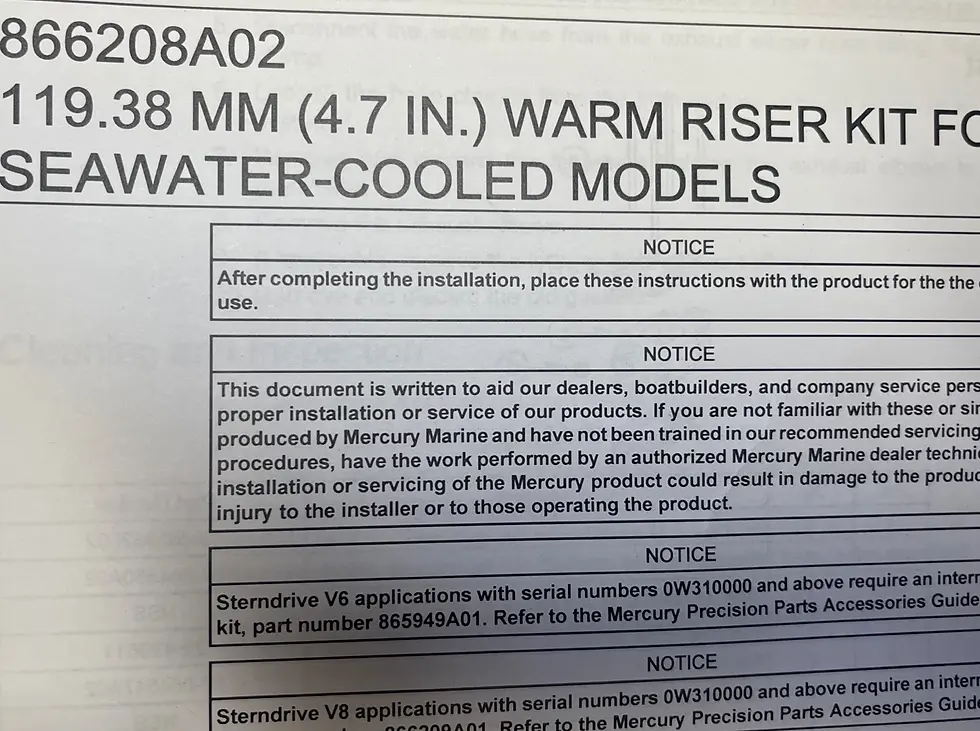 866208A02
119.38 MM (4.7 IN.) WARM RISER KIT FO
SEAWATER-COOLED MODELS
NOTICE
After completing the installation, place these instructions with the product for the the
use.
NOTICE
This document is written to aid our dealers, boatbuilders, and company service pers
proper installation or service of our products. If you are not familiar with these or sim
produced by Mercury Marine and have not been trained in our recommended servicing
procedures, have the work performed by an authorized Mercury Marine dealer techni
installation or servicing of the Mercury product could result in damage to the produc
injury to the installer or to those operating the product.
NOTICE
Sterndrive V6 applications with serial numbers 0W310000 and above require an intern
kit, part number 865949A01. Refer to the Mercury Precision Parts Accessories Guide
NOTICE
Sterndrive V8 applications with serial numbers 0W310000 and above require an intern
866209A01. Refer to the Mercury Precision Parts Accessories Guide